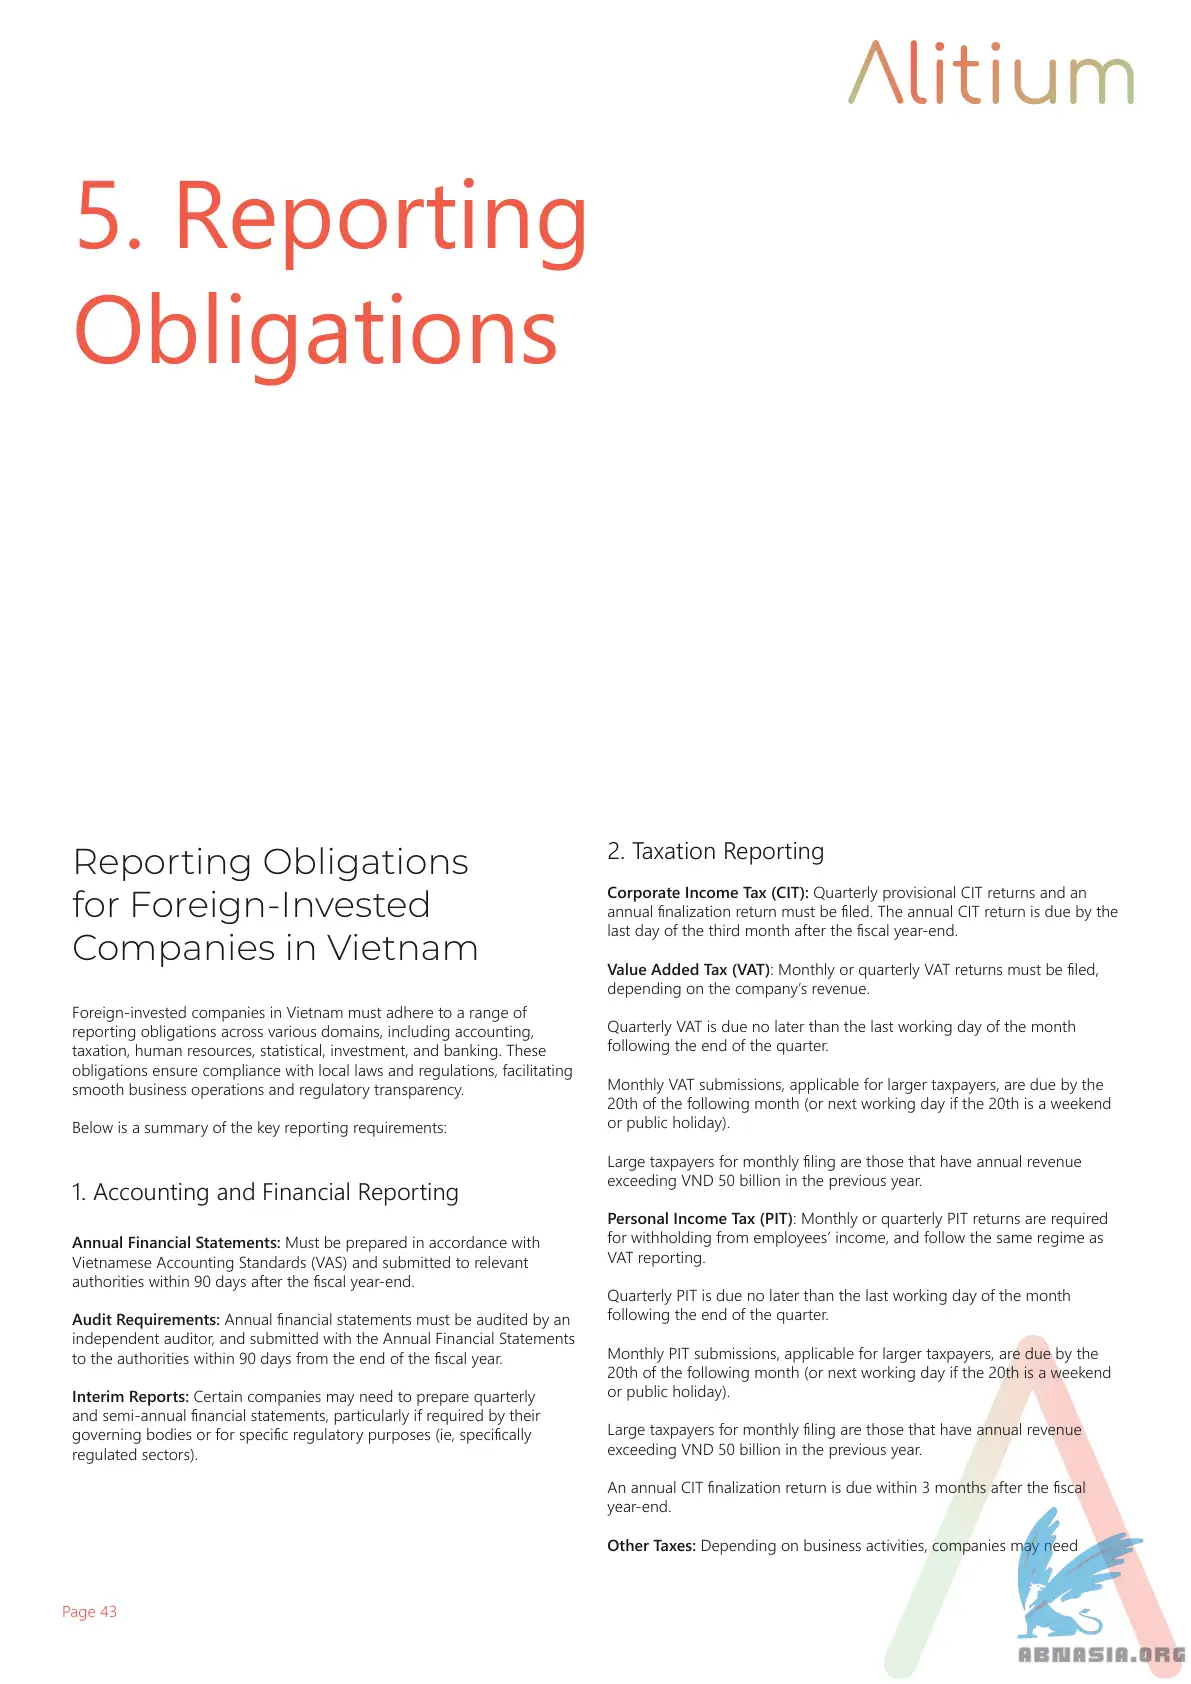 Alitium
5. Reporting
Obligations
Reporting Obligations
for Foreign-Invested
Companies in Vietnam
Foreign-invested companies in Vietnam must adhere to a range of
reporting obligations across various domains, including accounting,
taxation, human resources, statistical, investment, and banking. These
obligations ensure compliance with local laws and regulations, facilitating
smooth business operations and regulatory transparency.
Below is a summary of the key reporting requirements:
1. Accounting and Financial Reporting
Annual Financial Statements: Must be prepared in accordance with
Vietnamese Accounting Standards (VAS) and submitted to relevant
authorities within 90 days after the fiscal year-end.
Audit Requirements: Annual financial statements must be audited by an
independent auditor, and submitted with the Annual Financial Statements
to the authorities within 90 days from the end of the fiscal year.
Interim Reports: Certain companies may need to prepare quarterly
and semi-annual financial statements, particularly if required by their
governing bodies or for specific regulatory purposes (ie, specifically
regulated sectors).
2. Taxation Reporting
Corporate Income Tax (CIT): Quarterly provisional CIT returns and an
annual finalization return must be filed. The annual CIT return is due by the
last day of the third month after the fiscal year-end.
Value Added Tax (VAT): Monthly or quarterly VAT returns must be filed,
depending on the company’s revenue.
Quarterly VAT is due no later than the last working day of the month
following the end of the quarter.
Monthly VAT submissions, applicable for larger taxpayers, are due by the
20th of the following month (or next working day if the 20th is a weekend
or public holiday).
Large taxpayers for monthly filing are those that have annual revenue
exceeding VND 50 billion in the previous year.
Personal Income Tax (PIT): Monthly or quarterly PIT returns are required
for withholding from employees’ income, and follow the same regime as
VAT reporting.
Quarterly PIT is due no later than the last working day of the month
following the end of the quarter.
Monthly PIT submissions, applicable for larger taxpayers, are due by the
20th of the following month (or next working day if the 20th is a weekend
or public holiday).
Large taxpayers for monthly filing are those that have annual revenue
exceeding VND 50 billion in the previous year.
An annual CIT finalization return is due within 3 months after the fiscal
year-end.
Other Taxes: Depending on business activities, companies may need
Page 43
ABNASIA.ORG